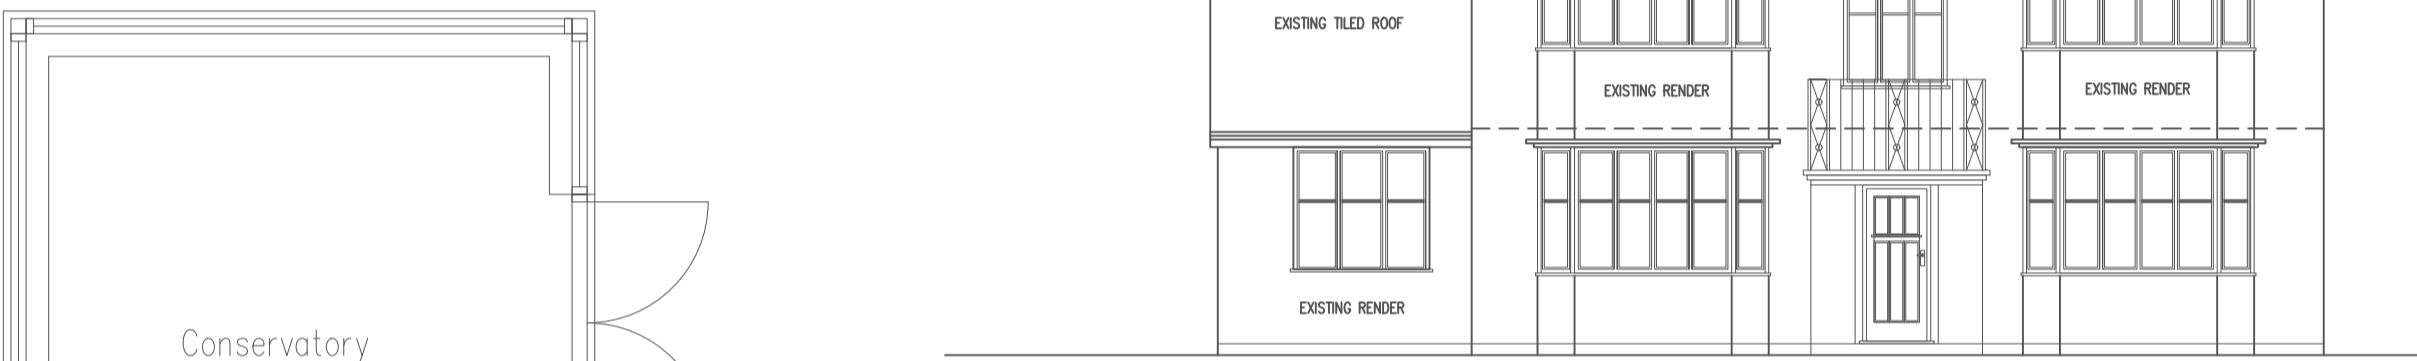 EXISTING TILED ROOF
EXISTING RENDER
EXISTING RENDER
EXISTING RENDER
Conservatory